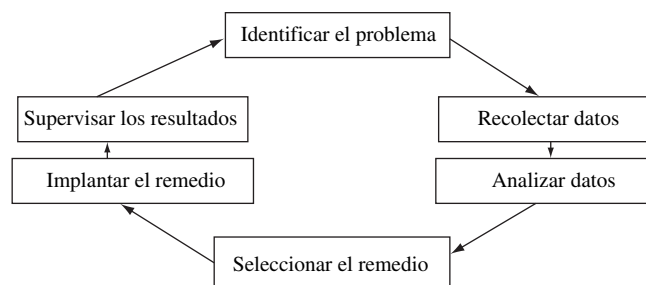 Identificar el problema
Supervisar los resultados
Recolectar datos
Implantar el remedio
Analizar datos
Seleccionar el remedio